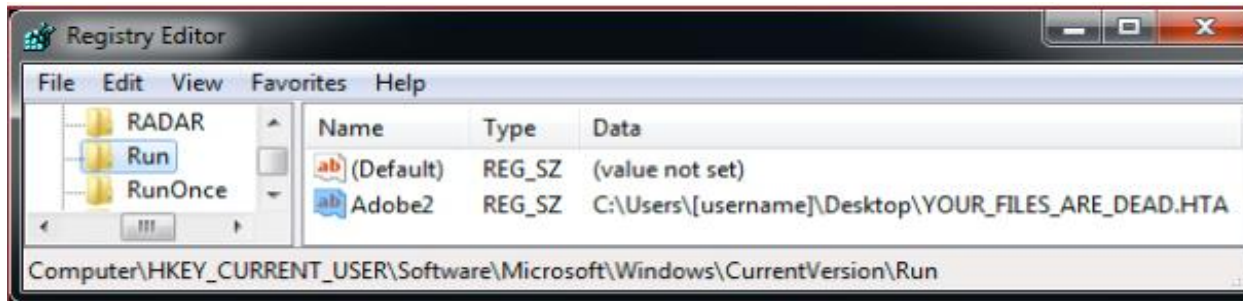 Registry Editor
File Edit View Favorites Help
RADAR
Run
RunOnce
Name Type Data
(Default) REG_SZ (value not set)
Adobe2 REG_SZ C:\Users\[username]\Desktop\YOUR_FILES_ARE_DEAD.HTA
Computer\HKEY_CURRENT_USER\Software\Microsoft\Windows\CurrentVersion\Run